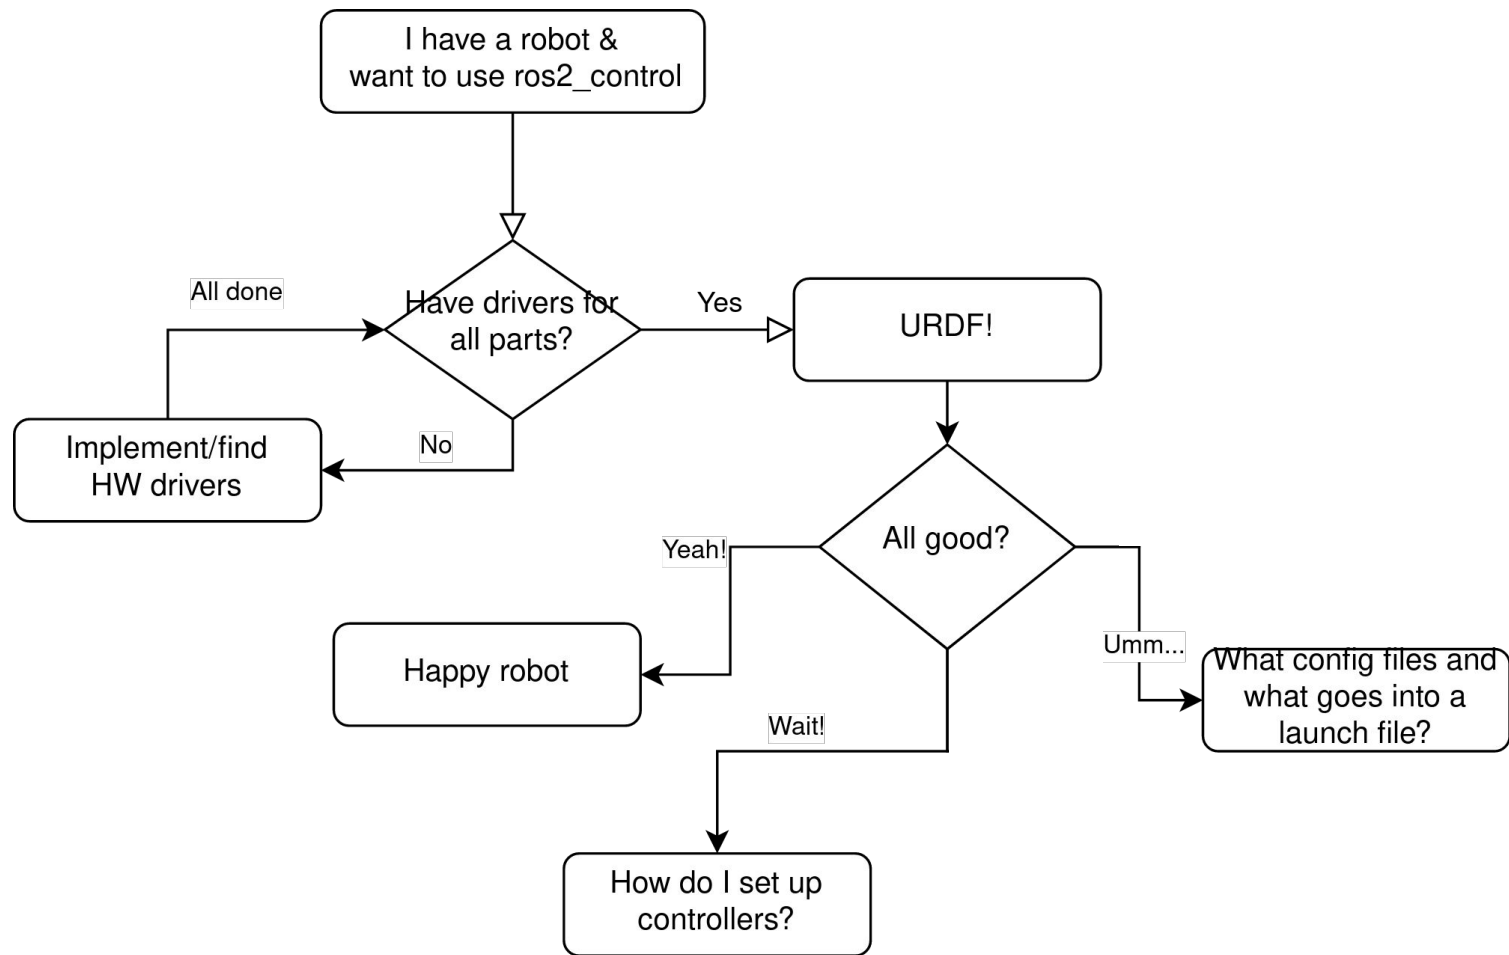 I have a robot &
want to use ros2_control
All done
Have drivers for
all parts?
Yes
URDF!
No
Implement/find
HW drivers
All good?
Yeah!
Umm...
Happy robot
What config files and
what goes into a
launch file?
Wait!
How do I set up
controllers?